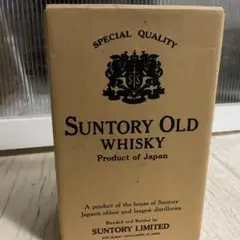 SPECIAL QUALITY
SUNTORY OLD
WHISKY
Product of Japan
A product of the house of Suntory
Japan's oldest and largest distilleries
Blended and Bottled by
SUNTORY LIMITED